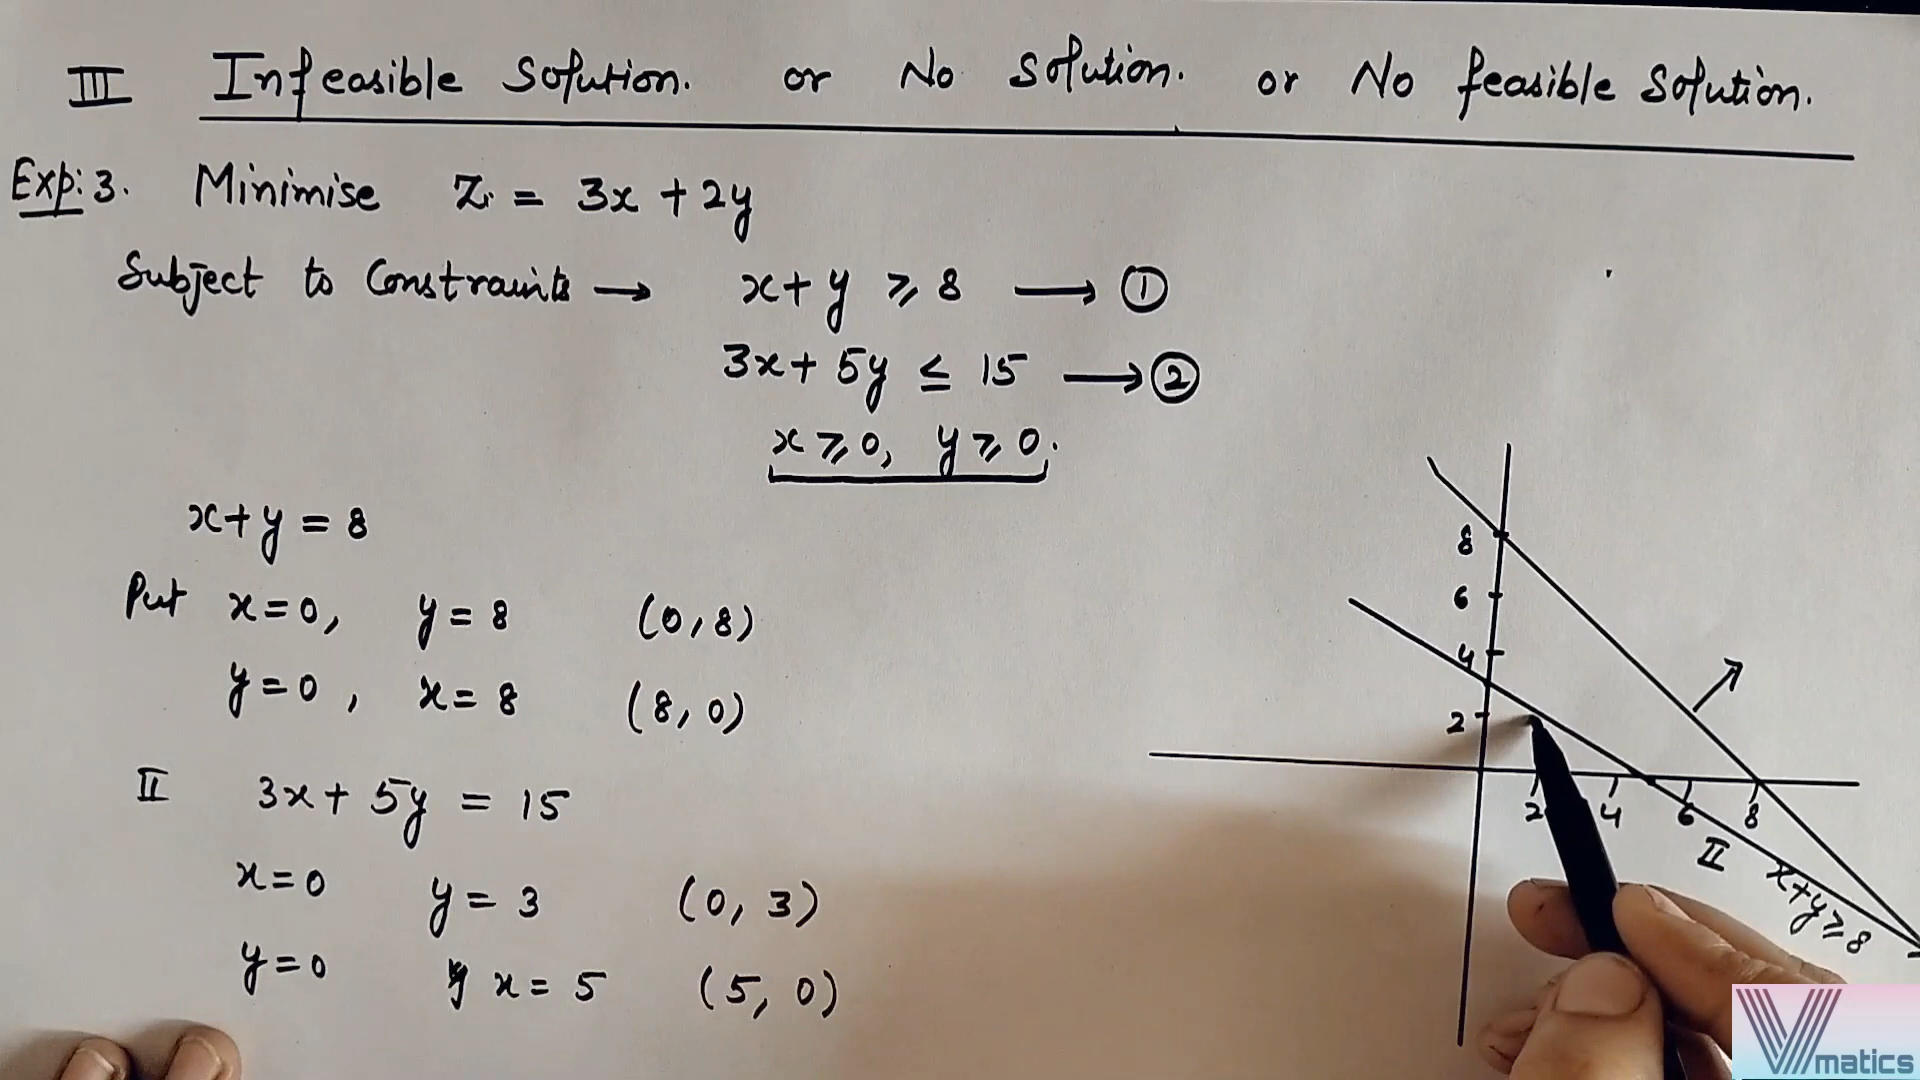 III Infeasible Solution. or No Solution. or No feasible Solution.
Exp: 3. Minimise Z = 3x + 2y
Subject to Constraints → x + y ≥ 8 → ①
3x + 5y ≤ 15 → ②
x ≥ 0, y ≥ 0.
x + y = 8
Put x = 0, y = 8 (0, 8)
y = 0, x = 8 (8, 0)
II 3x + 5y = 15
x = 0 y = 3 (0, 3)
y = 0 x = 5 (5, 0)
8
6
4
2
2 4 6 8
II
x + y ≥ 8
Vmatics